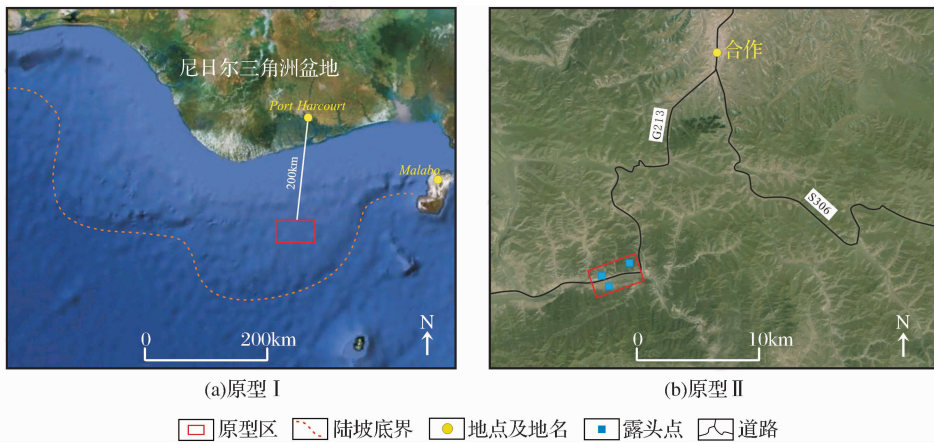 尼日尔三角洲盆地
Port Harcourt
200km
Malabo
0 200km
N
合作
G213
S306
0 10km
N
(a)原型Ⅰ
(b)原型Ⅱ
原型区 陆坡底界 地点及地名 露头点 道路